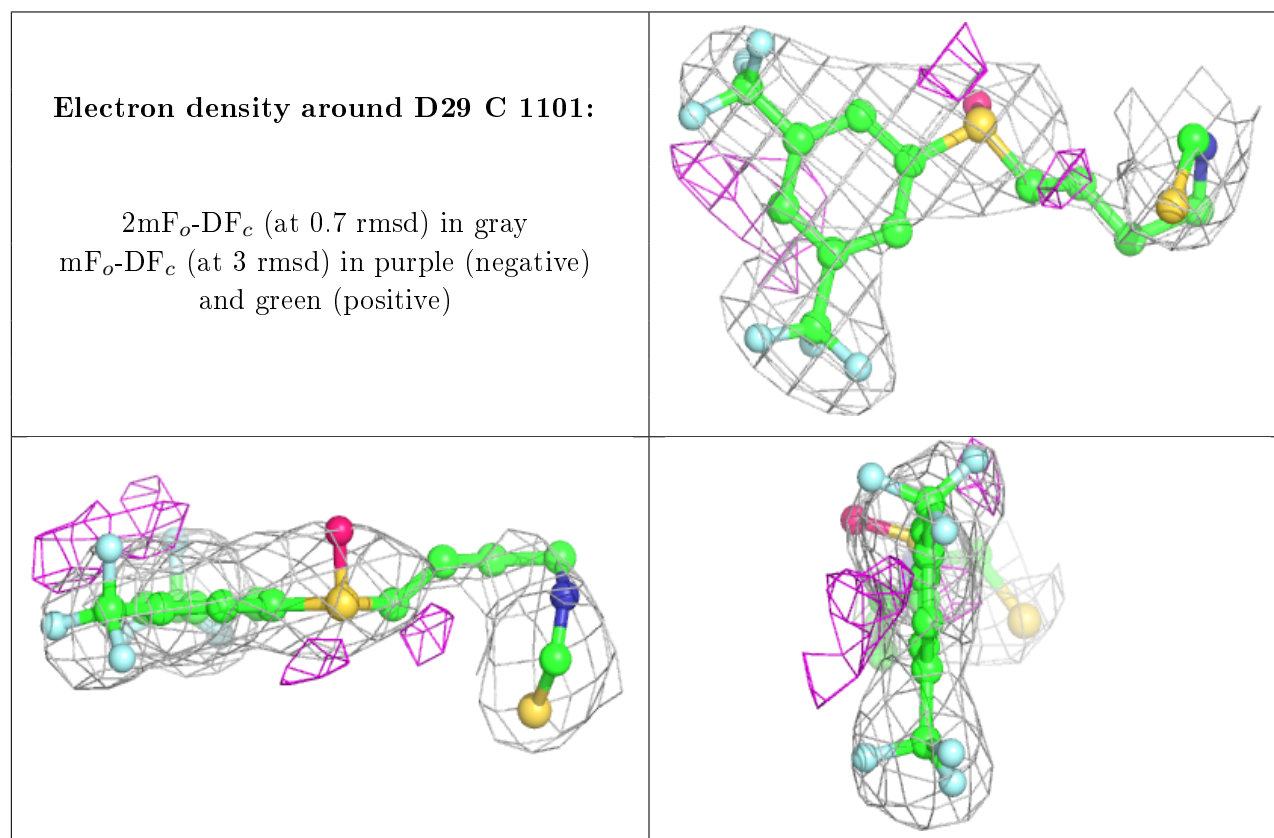 Electron density around D29 C 1101:
2mFₒ-DF𝒸 (at 0.7 rmsd) in gray
mFₒ-DF𝒸 (at 3 rmsd) in purple (negative)
and green (positive)